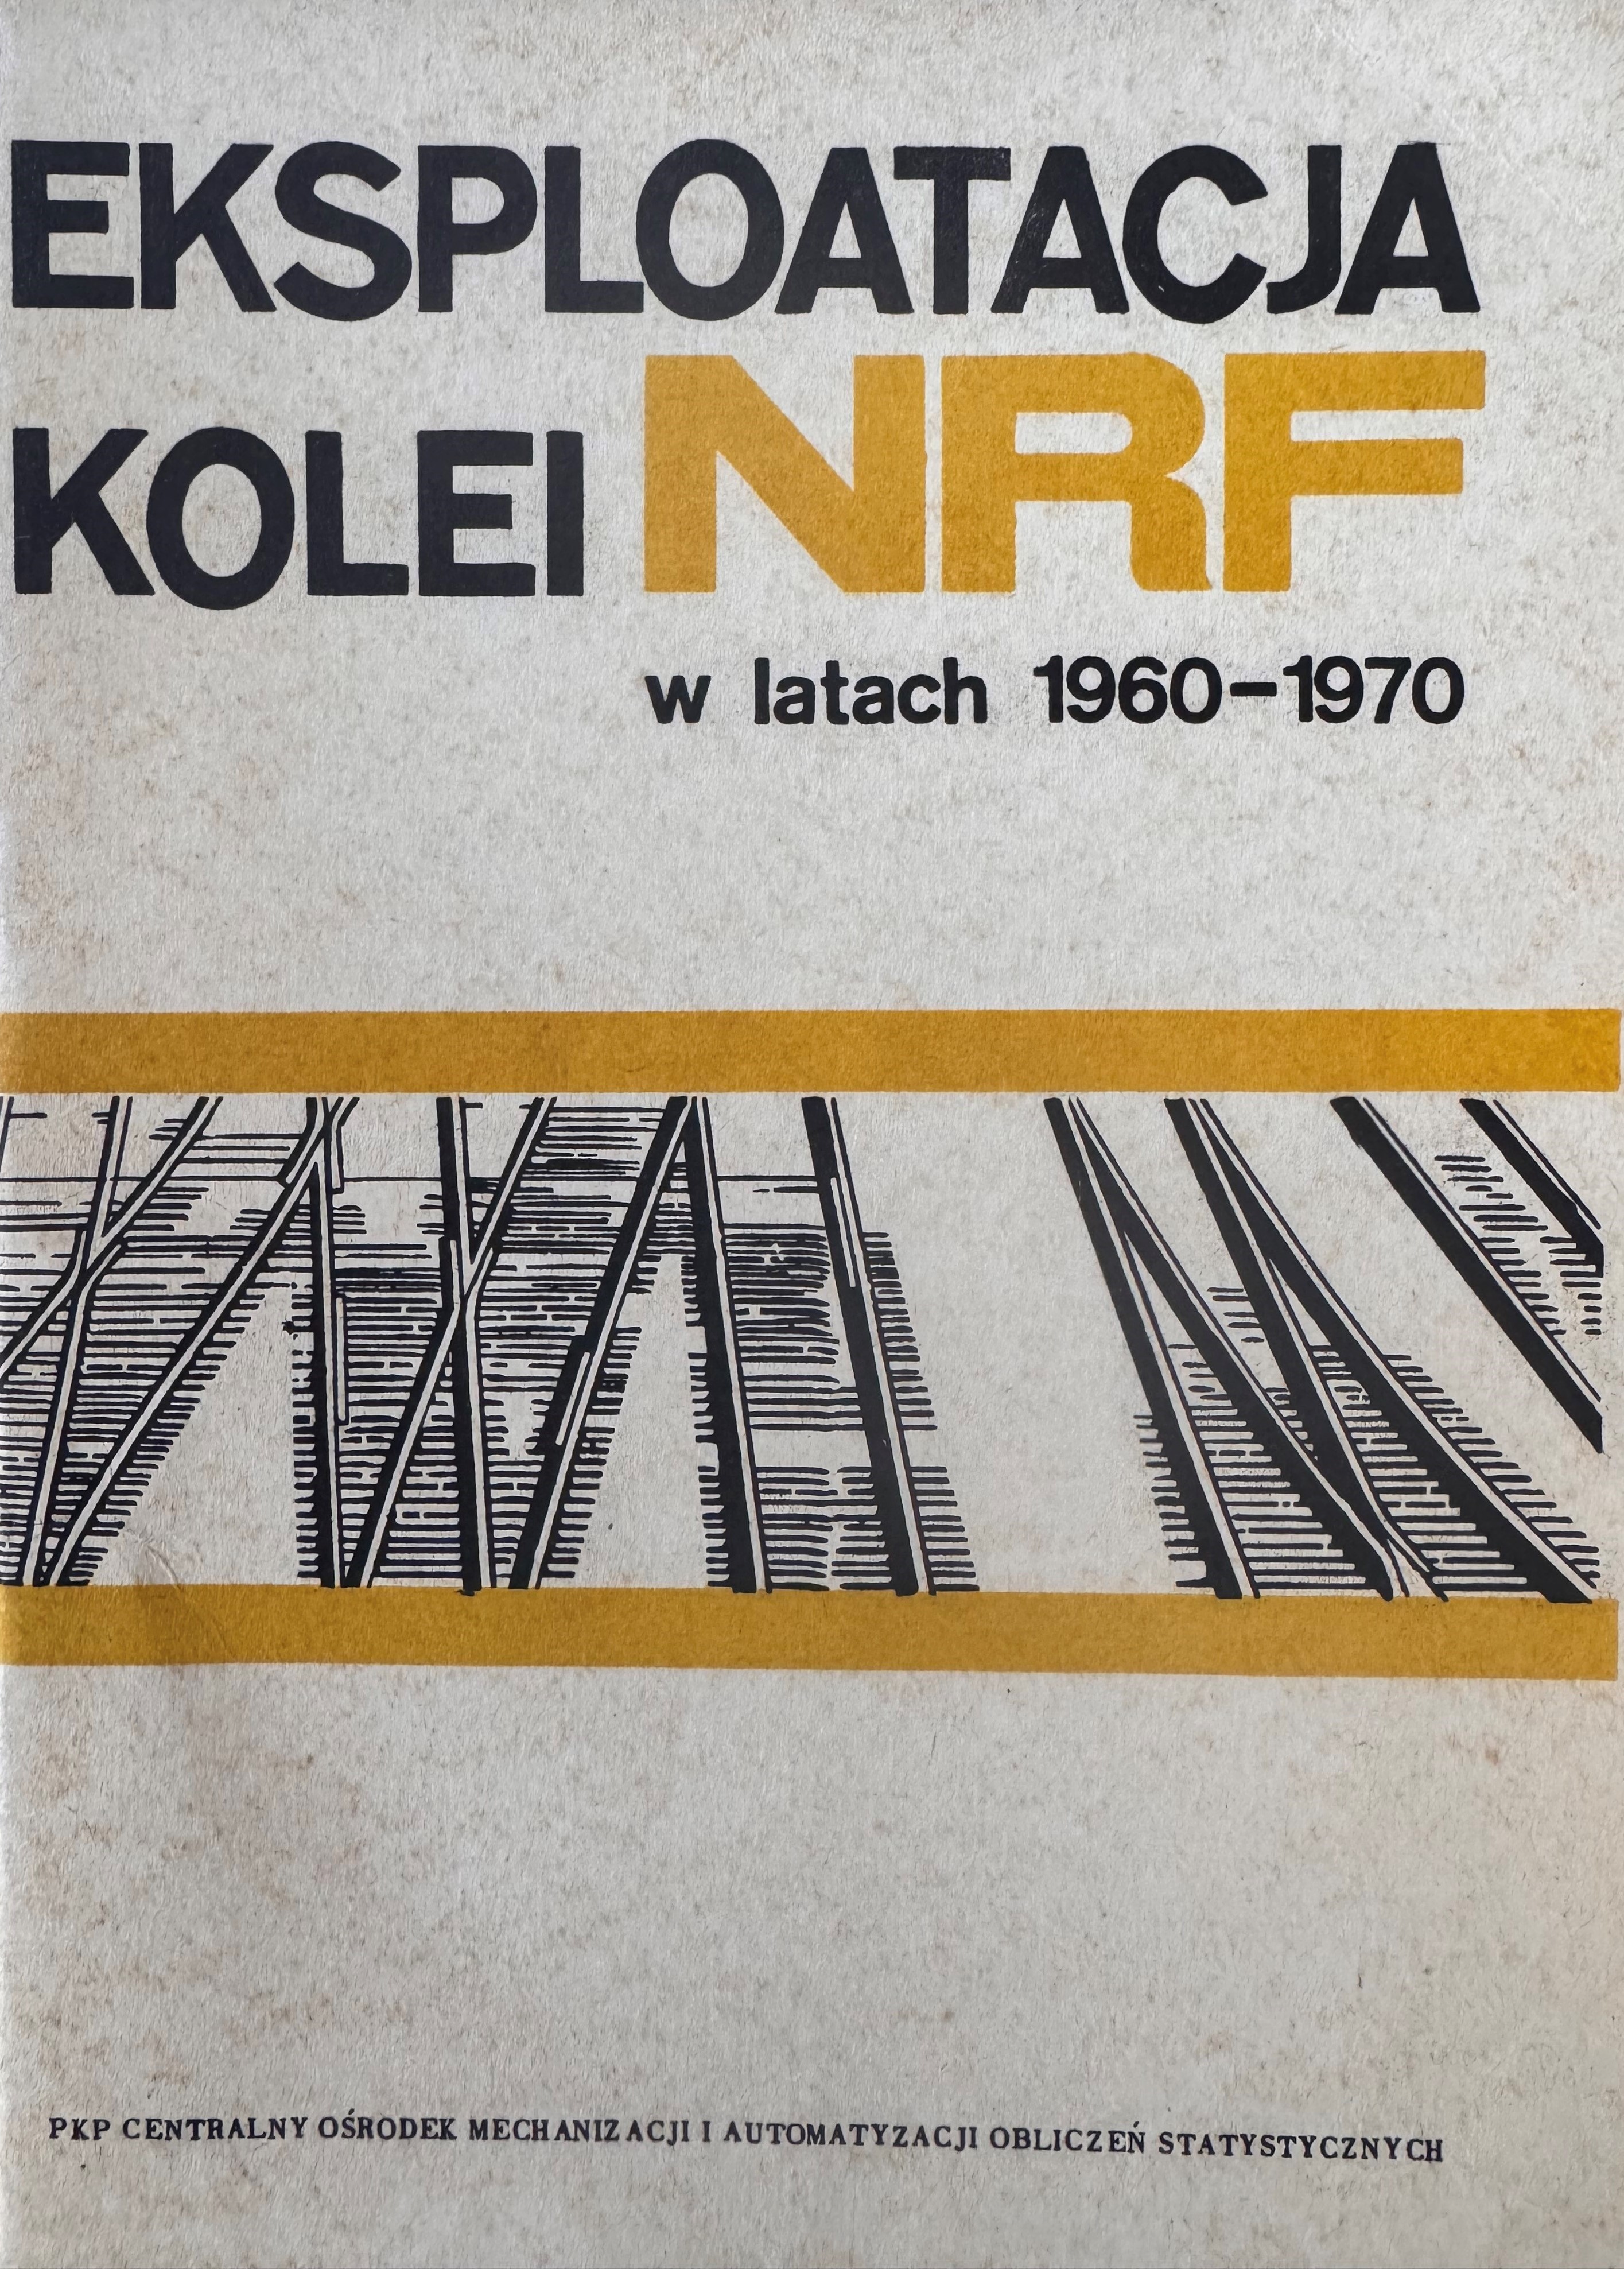 EKSPLOATACJA
KOLEI NRF
w latach 1960-1970
PKP CENTRALNY OŚRODEK MECHANIZACJI I AUTOMATYZACJI OBLICZEŃ STATYSTYCZNYCH